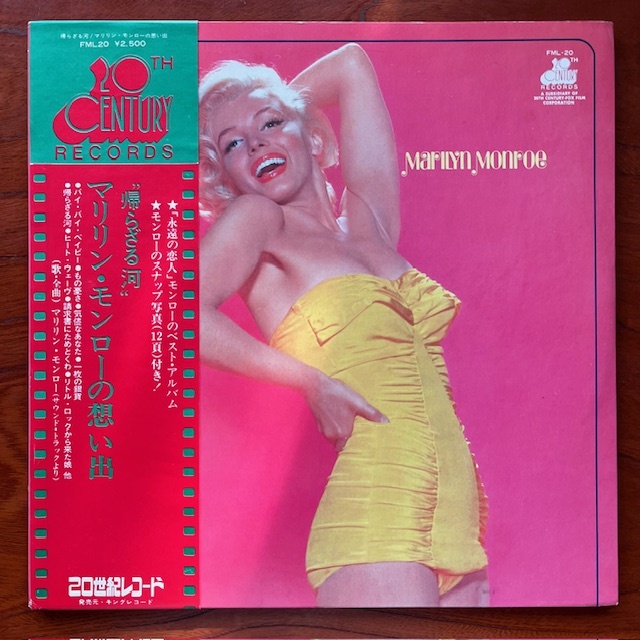 帰らざる河/マリリン・モンローの想い出
FML20 ¥2,500
20TH
CENTURY
RECORDS
★『永遠の恋人』モンローのベスト・アルバム
★モンローのスナップ写真(12頁)付き!
“帰らざる河”
マリリン・モンローの想い出
●バイ・バイ・ベイビー●もの憂さ●気儘なあなた●一枚の銀貨
●帰らざる河●ヒート・ウェーヴ●請求書にためとくわ●リトル・ロックから来た娘 他
(歌・全曲) マリリン・モンロー(サウンド・トラックより)
20世紀レコード
発売元・キングレコード
FML-20
20TH
CENTURY
RECORDS
A SUBSIDIARY OF
20TH CENTURY-FOX FILM
CORPORATION
Marilyn Monroe